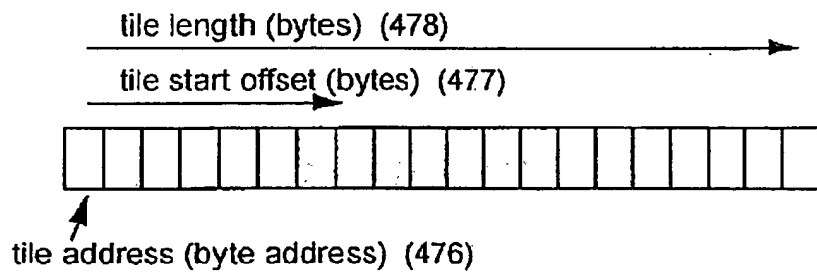 tile length (bytes) (478)
tile start offset (bytes) (477)
tile address (byte address) (476)